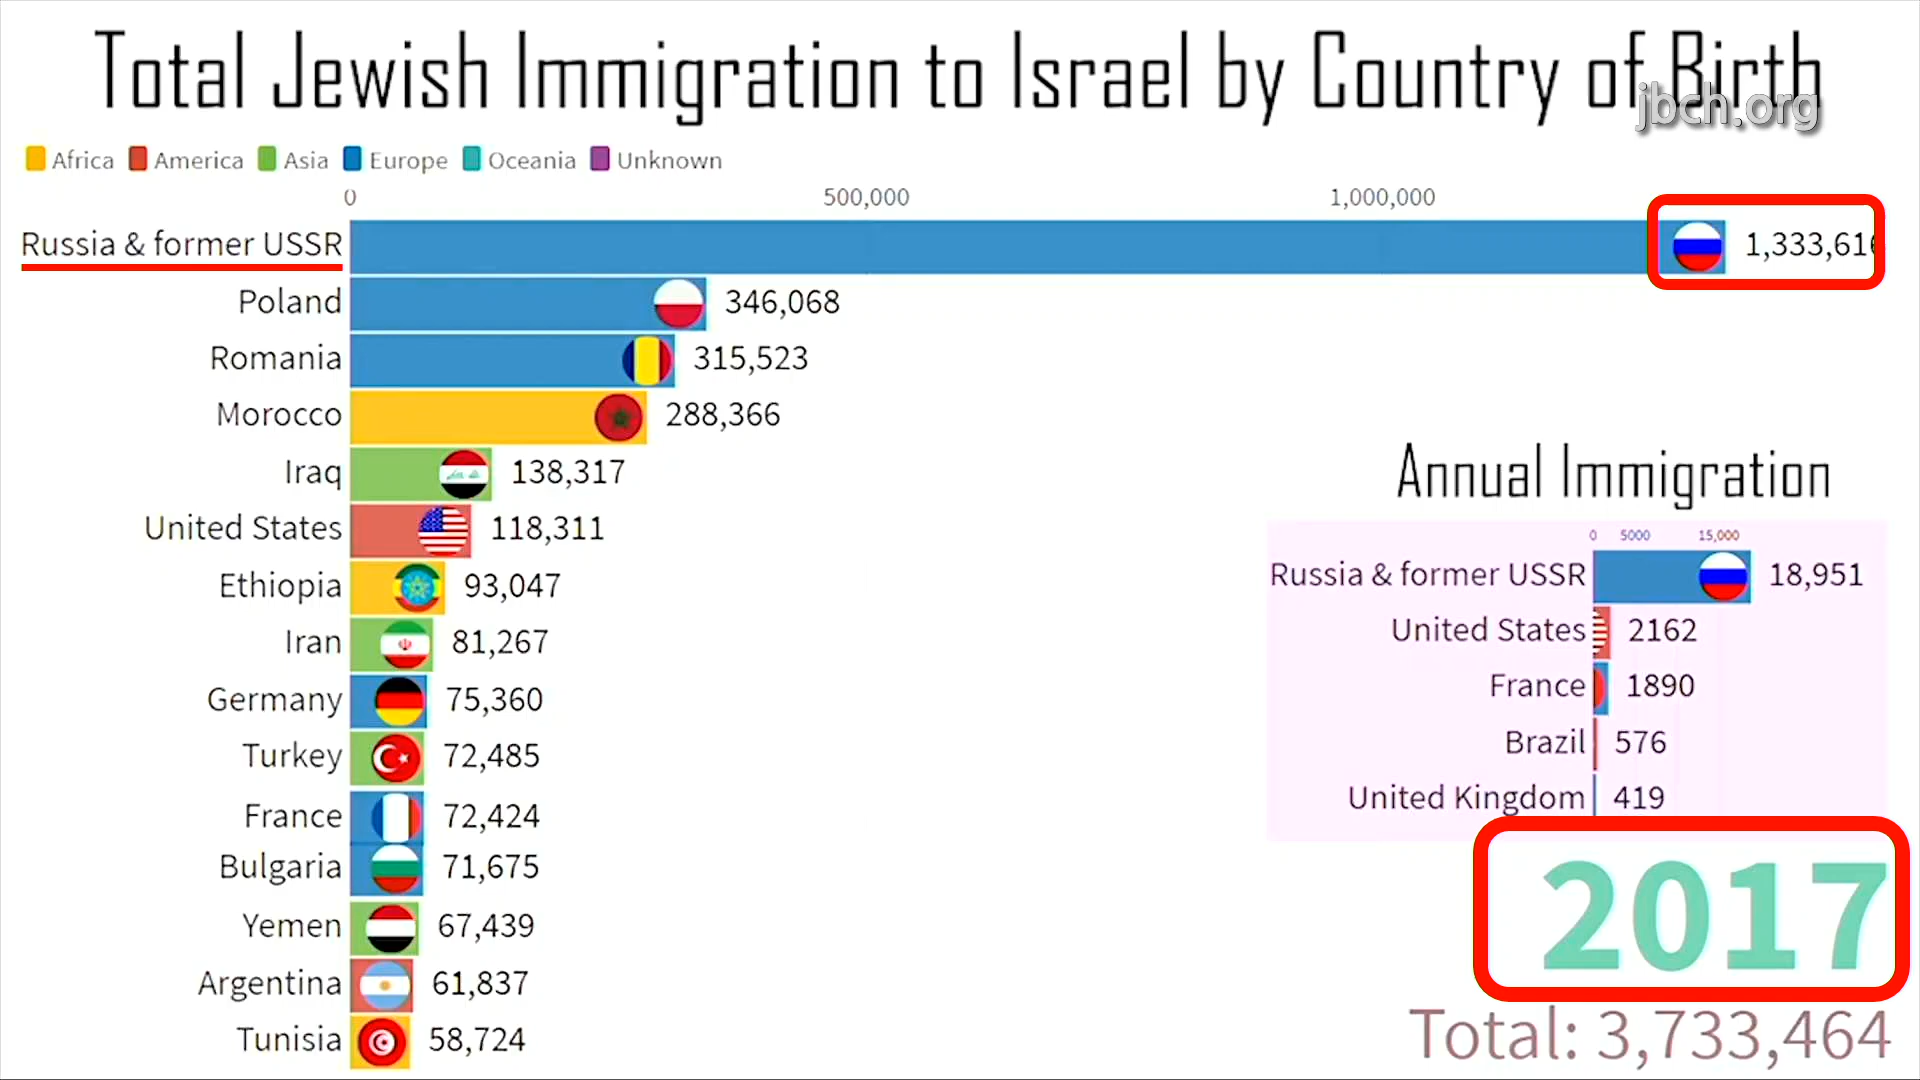 Total Jewish Immigration to Israel by Country of Birth
jbch.org
Africa America Asia Europe Oceania Unknown
0 500,000 1,000,000
Russia & former USSR 1,333,616
Poland 346,068
Romania 315,523
Morocco 288,366
Iraq 138,317
United States 118,311
Ethiopia 93,047
Iran 81,267
Germany 75,360
Turkey 72,485
France 72,424
Bulgaria 71,675
Yemen 67,439
Argentina 61,837
Tunisia 58,724
Annual Immigration
0 5000 15,000
Russia & former USSR 18,951
United States 2162
France 1890
Brazil 576
United Kingdom 419
2017
Total: 3,733,464